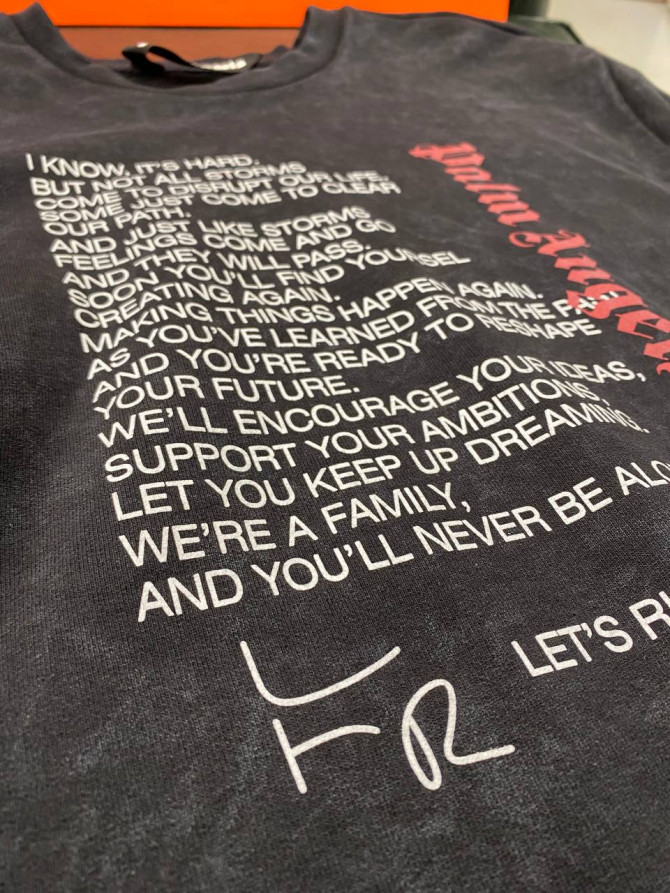 I KNOW, IT'S HARD.
BUT NOT ALL STORMS
COME TO DISRUPT OUR LIFE.
SOME JUST COME TO CLEAR
OUR PATH.
AND JUST LIKE STORMS
FEELINGS COME AND GO
AND THEY WILL PASS.
SOON YOU'LL FIND YOURSEL
CREATING AGAIN.
MAKING THINGS HAPPEN AGAIN.
AS YOU'VE LEARNED FROM THE
AND YOU'RE READY TO RESHAPE
YOUR FUTURE.
WE'LL ENCOURAGE YOUR IDEAS,
SUPPORT YOUR AMBITIONS,
LET YOU KEEP UP DREAMING.
WE'RE A FAMILY,
AND YOU'LL NEVER BE
LET'S
L
T R
Palm Angels